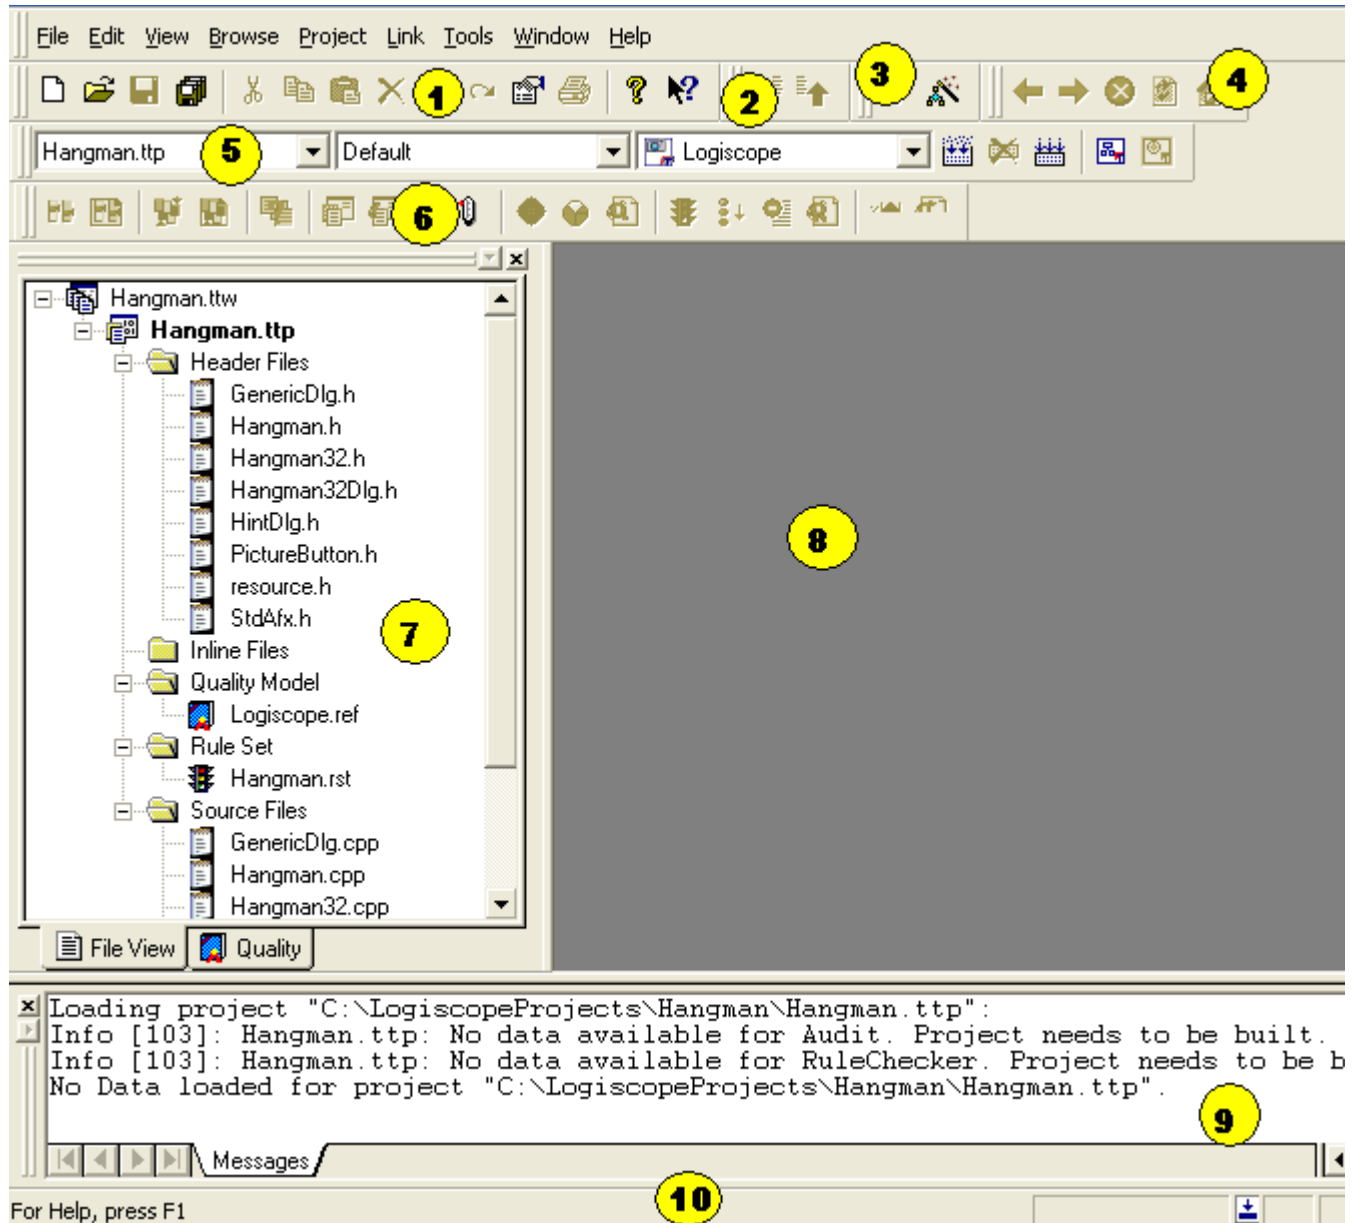 File Edit View Browse Project Link Tools Window Help
1 2 3 4
Hangman.ttp 5 Default Logiscope
6
Hangman.ttw
Hangman.ttp
Header Files
GenericDlg.h
Hangman.h
Hangman32.h
Hangman32Dlg.h
HintDlg.h
PictureButton.h
resource.h
StdAfx.h
7
Inline Files
Quality Model
Logiscope.ref
Rule Set
Hangman.rst
Source Files
GenericDlg.cpp
Hangman.cpp
Hangman32.cpp
File View Quality
8
Loading project "C:\LogiscopeProjects\Hangman\Hangman.ttp":
Info [103]: Hangman.ttp: No data available for Audit. Project needs to be built.
Info [103]: Hangman.ttp: No data available for RuleChecker. Project needs to be b
No Data loaded for project "C:\LogiscopeProjects\Hangman\Hangman.ttp".
9
Messages
10
For Help, press F1